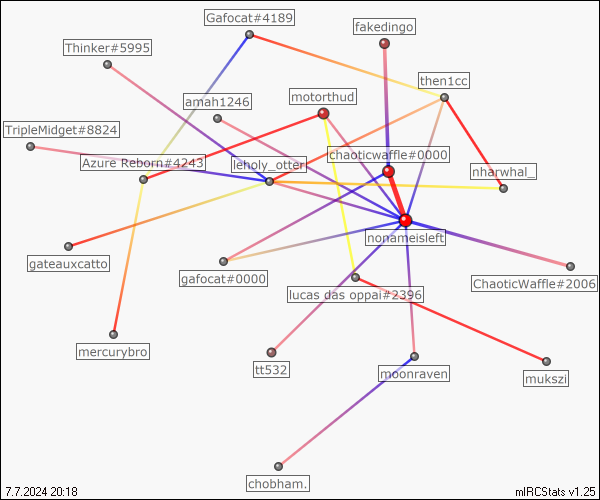 Gafocat#4189
fakedingo
Thinker#5995
then1cc
motorthud
amah1246
TripleMidget#8824
chaoticwaffle#0000
Azure Reborn#4243
leholy_otter
nharwhal_
nonameisleft
gateauxcatto
gafocat#0000
ChaoticWaffle#2006
lucas das oppai#2396
mercurybro
tt532
moonraven
mukszi
chobham.
7.7.2024 20:18
mIRCStats v1.25